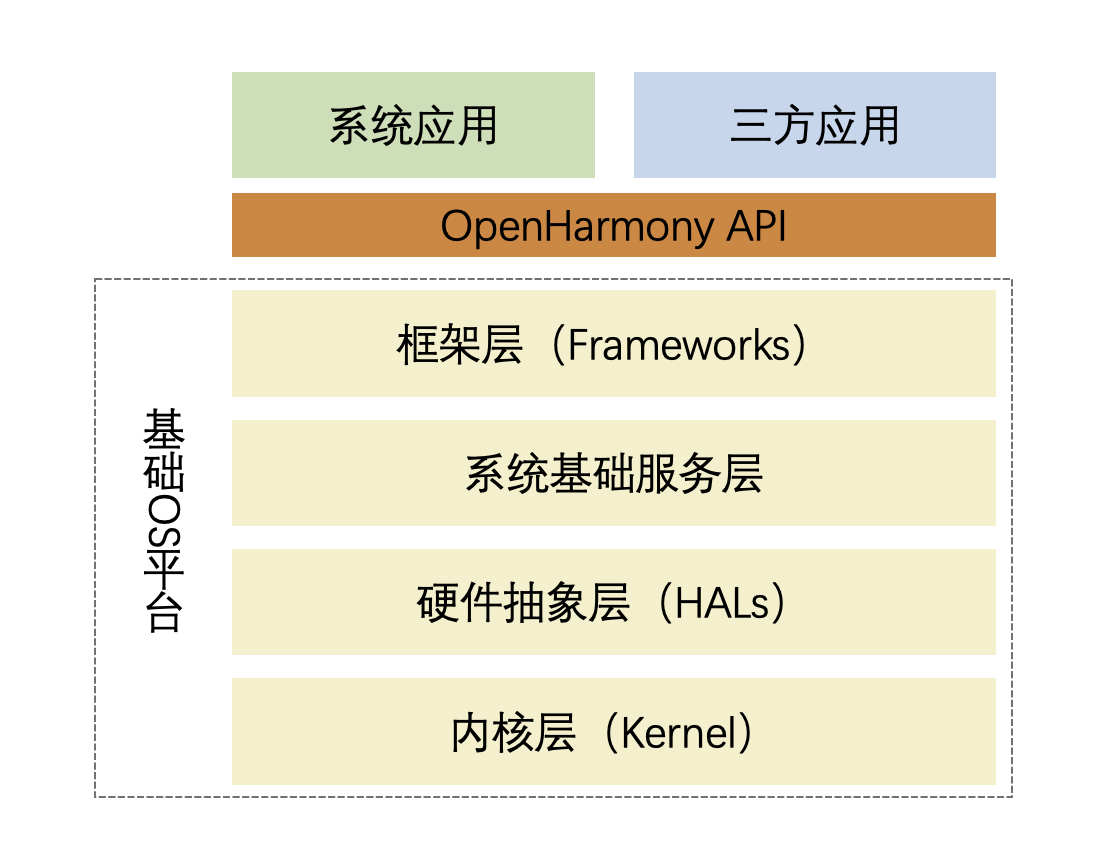 系统应用
三方应用
OpenHarmony API
基础OS平台
框架层（Frameworks）
系统基础服务层
硬件抽象层（HALs）
内核层（Kernel）